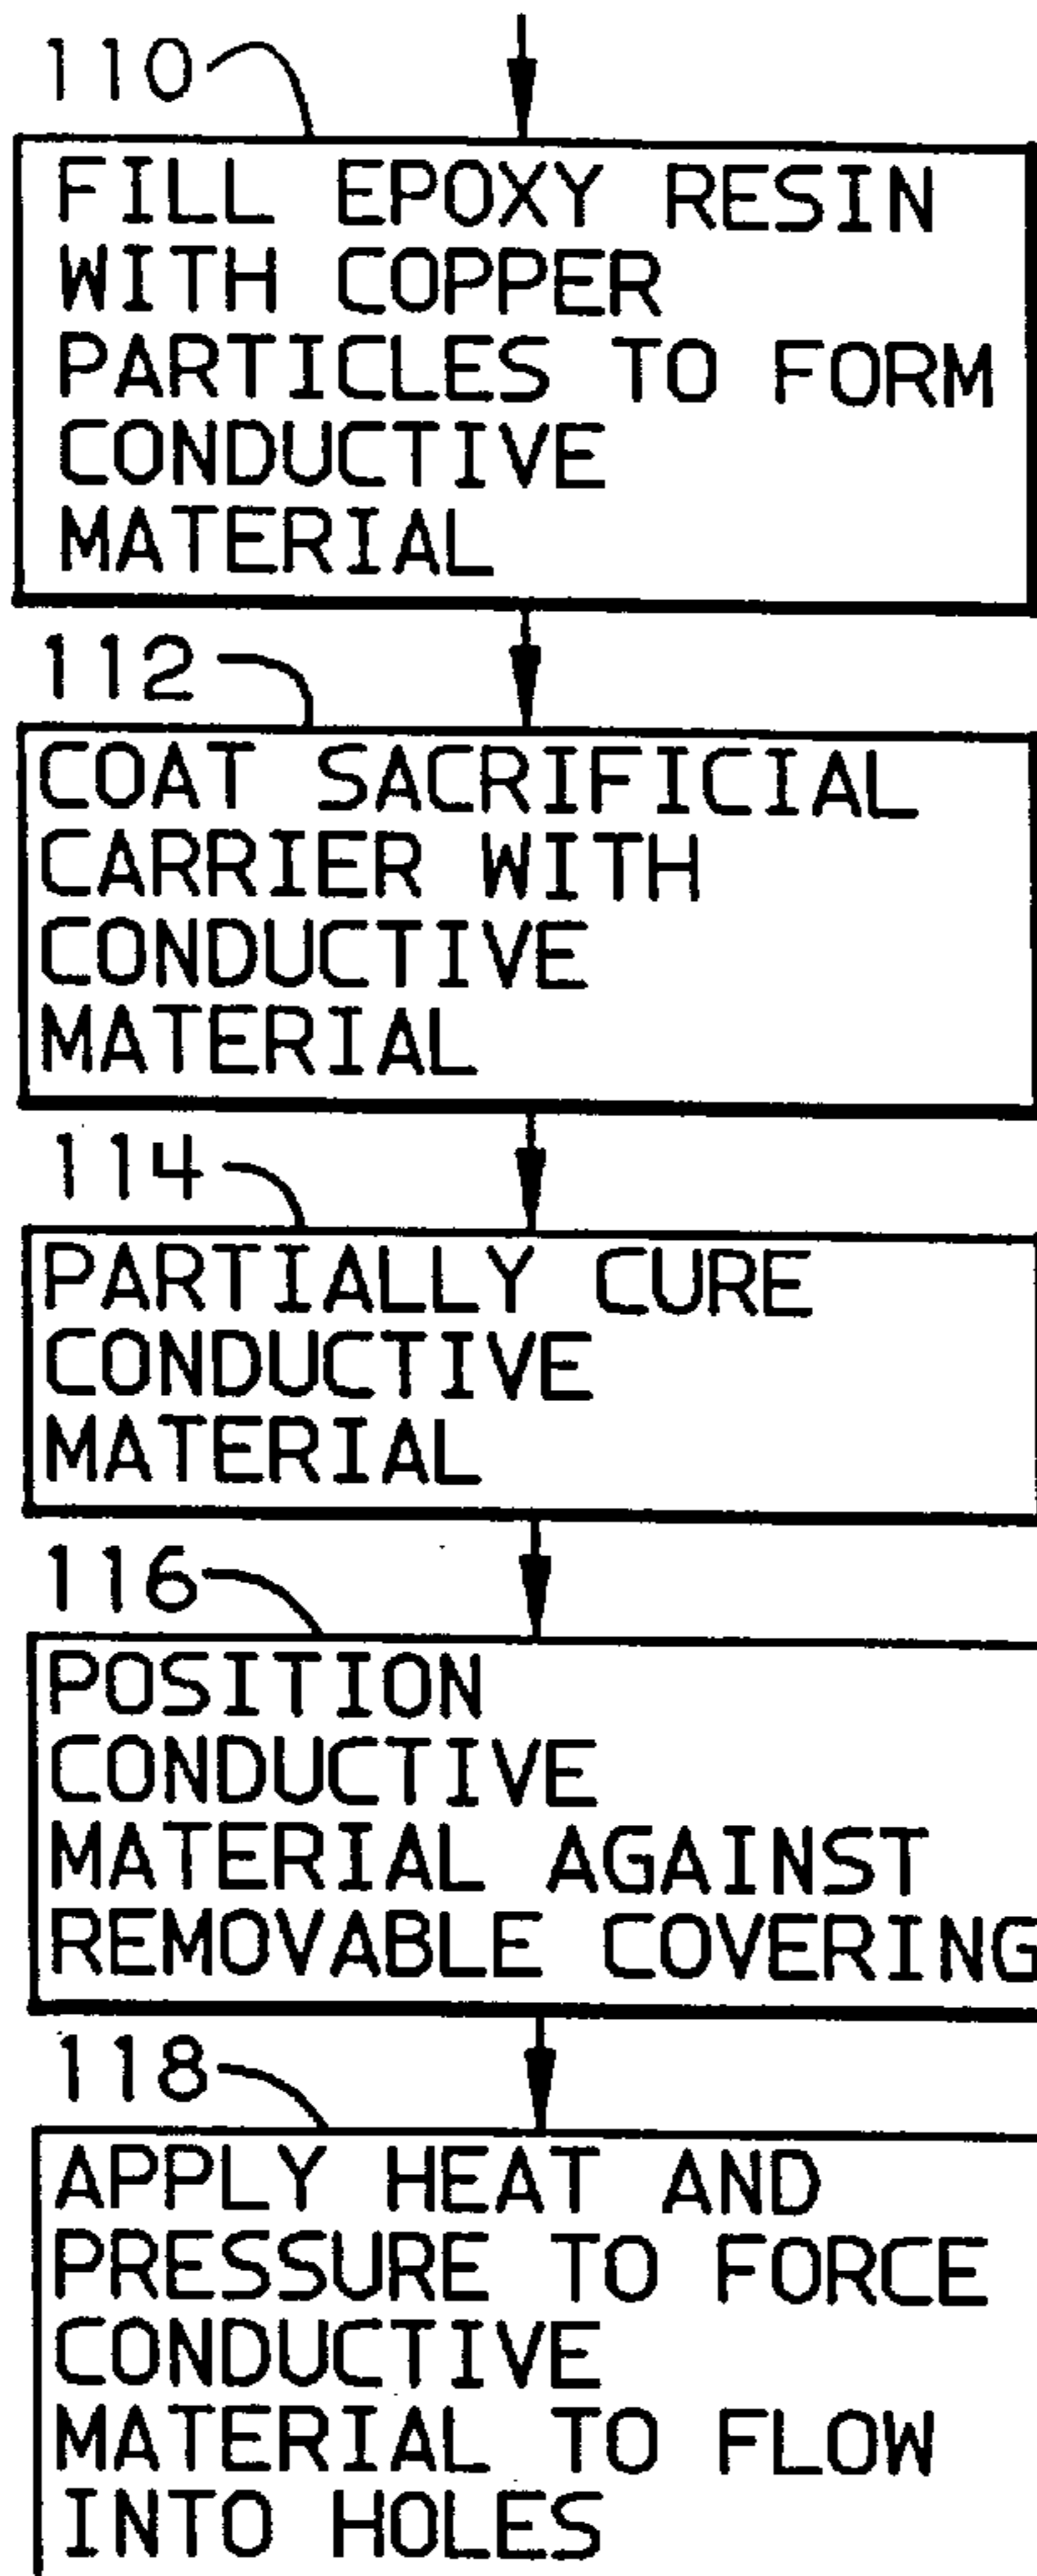 110
FILL EPOXY RESIN
WITH COPPER
PARTICLES TO FORM
CONDUCTIVE
MATERIAL
112
COAT SACRIFICIAL
CARRIER WITH
CONDUCTIVE
MATERIAL
114
PARTIALLY CURE
CONDUCTIVE
MATERIAL
116
POSITION
CONDUCTIVE
MATERIAL AGAINST
REMOVABLE COVERING
118
APPLY HEAT AND
PRESSURE TO FORCE
CONDUCTIVE
MATERIAL TO FLOW
INTO HOLES